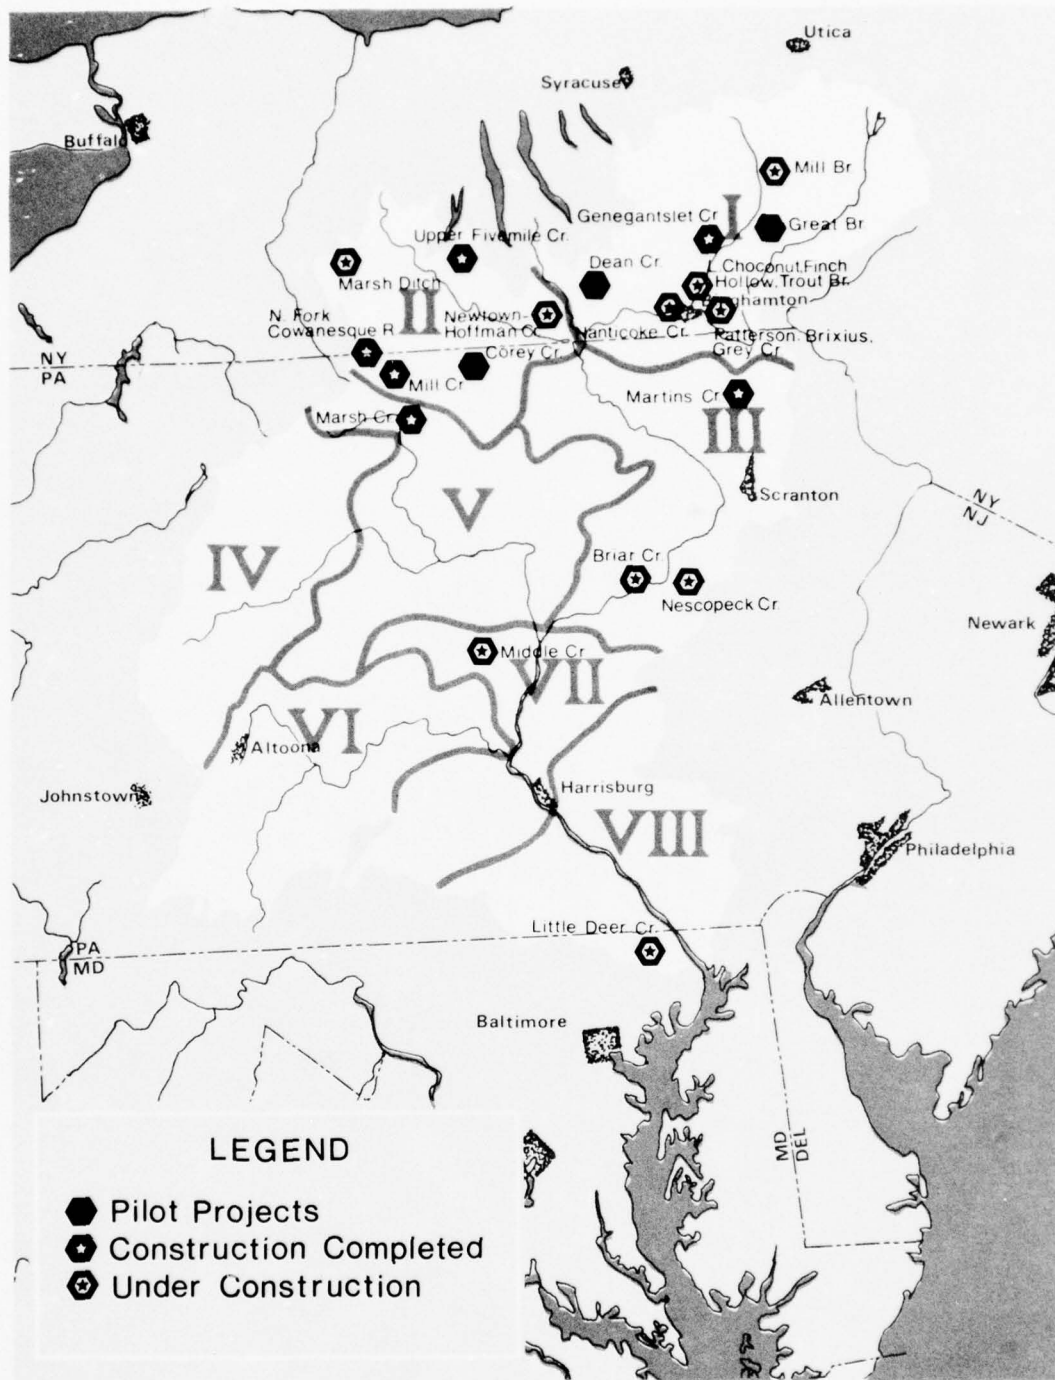 Utica
Syracuse
Buffalo
Mill Br.
Genegantslet Cr
I
Great Br.
Upper Fivemile Cr.
Dean Cr.
L. Choconut, Finch
Hollow, Trout Br.
Marsh Ditch
II
Newtown-
Hoffman Cr.
Nanticoke Cr.
Patterson, Brixius,
Grey Cr.
N. Fork
Cowanesque R
NY
PA
Corey Cr.
Mill Cr
Martins Cr
III
Marsh Cr.
Scranton
NY
NJ
V
IV
Briar Cr.
Nescopeck Cr.
Newark
Middle Cr
VII
Allentown
VI
Altoona
Johnstown
Harrisburg
VIII
Philadelphia
Little Deer Cr.
PA
MD
Baltimore
MD
DEL
LEGEND
Pilot Projects
Construction Completed
Under Construction